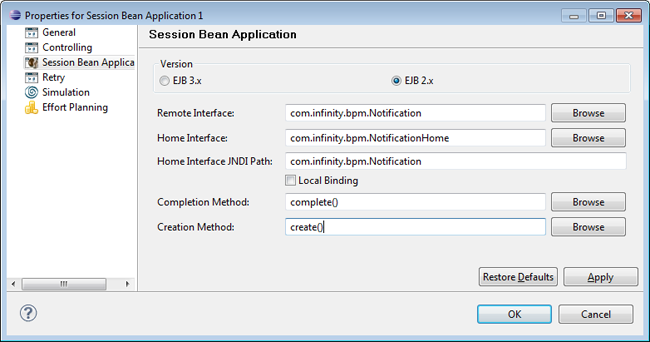 Properties for Session Bean Application 1
General
Controlling
Session Bean Applica
Retry
Simulation
Effort Planning
Session Bean Application
Version
EJB 3.x
EJB 2.x
Remote Interface: com.infinity.bpm.Notification Browse
Home Interface: com.infinity.bpm.NotificationHome Browse
Home Interface JNDI Path: com.infinity.bpm.Notification
Local Binding
Completion Method: complete() Browse
Creation Method: create() Browse
Restore Defaults Apply
OK Cancel